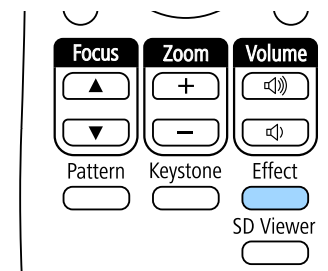 Focus Zoom Volume
+
−
Pattern Keystone Effect
SD Viewer